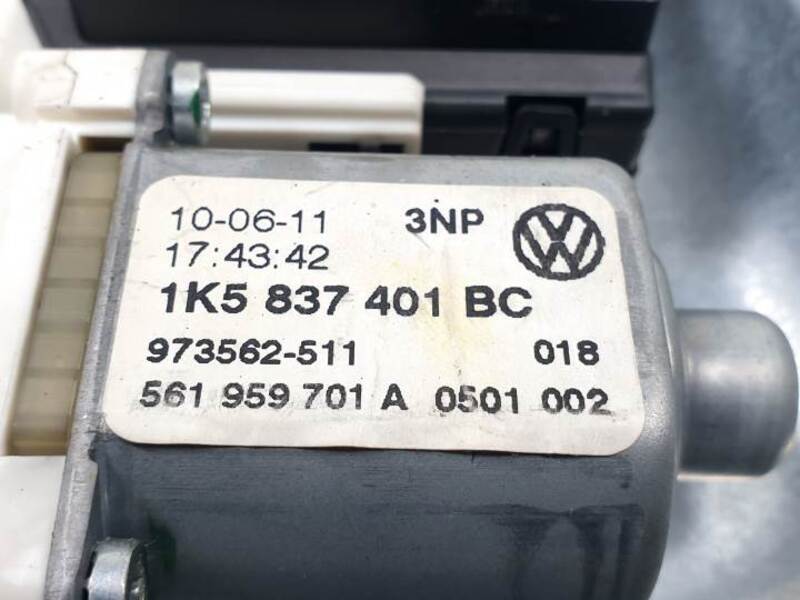 10-06-11 3NP
17:43:42
1K5 837 401 BC
973562-511 018
561 959 701 A 0501 002